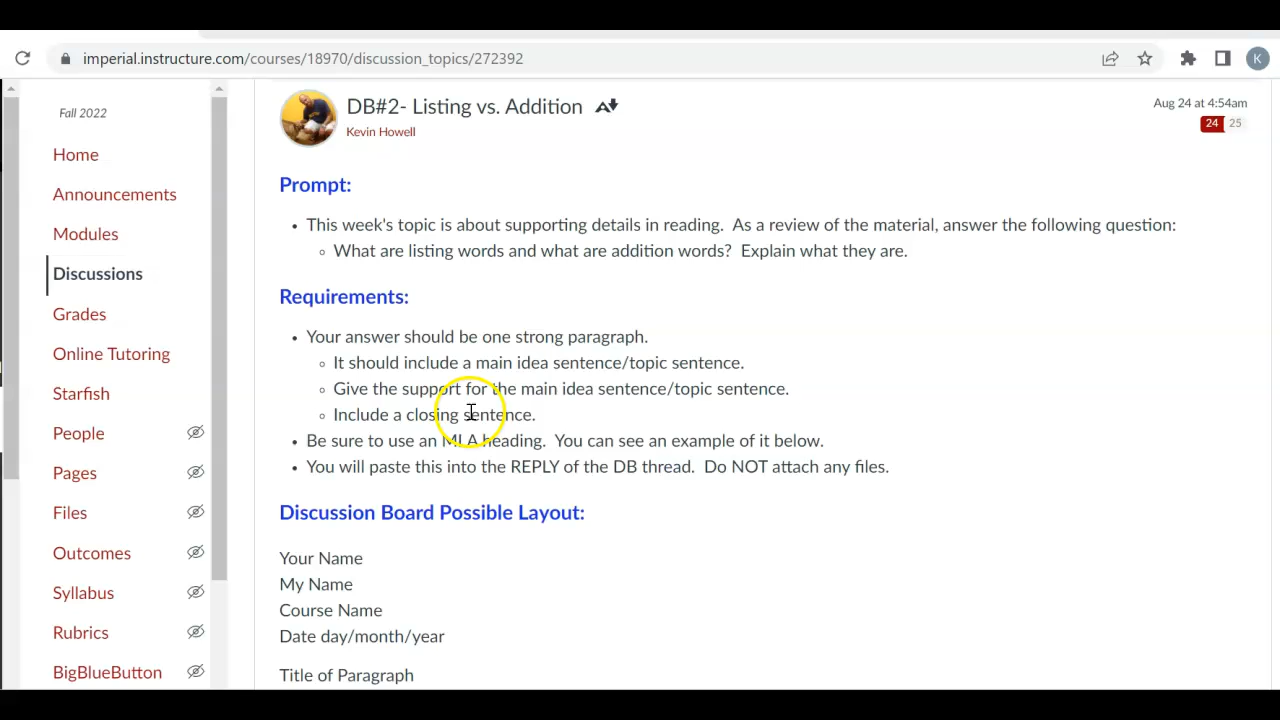 imperial.instructure.com/courses/18970/discussion_topics/272392
K
Fall 2022
Home
Announcements
Modules
Discussions
Grades
Online Tutoring
Starfish
People
Pages
Files
Outcomes
Syllabus
Rubrics
BigBlueButton
DB#2- Listing vs. Addition
Kevin Howell
Aug 24 at 4:54am
24 25
Prompt:
• This week's topic is about supporting details in reading. As a review of the material, answer the following question:
◦ What are listing words and what are addition words? Explain what they are.
Requirements:
• Your answer should be one strong paragraph.
◦ It should include a main idea sentence/topic sentence.
◦ Give the support for the main idea sentence/topic sentence.
◦ Include a closing sentence.
• Be sure to use an MLA heading. You can see an example of it below.
• You will paste this into the REPLY of the DB thread. Do NOT attach any files.
Discussion Board Possible Layout:
Your Name
My Name
Course Name
Date day/month/year
Title of Paragraph